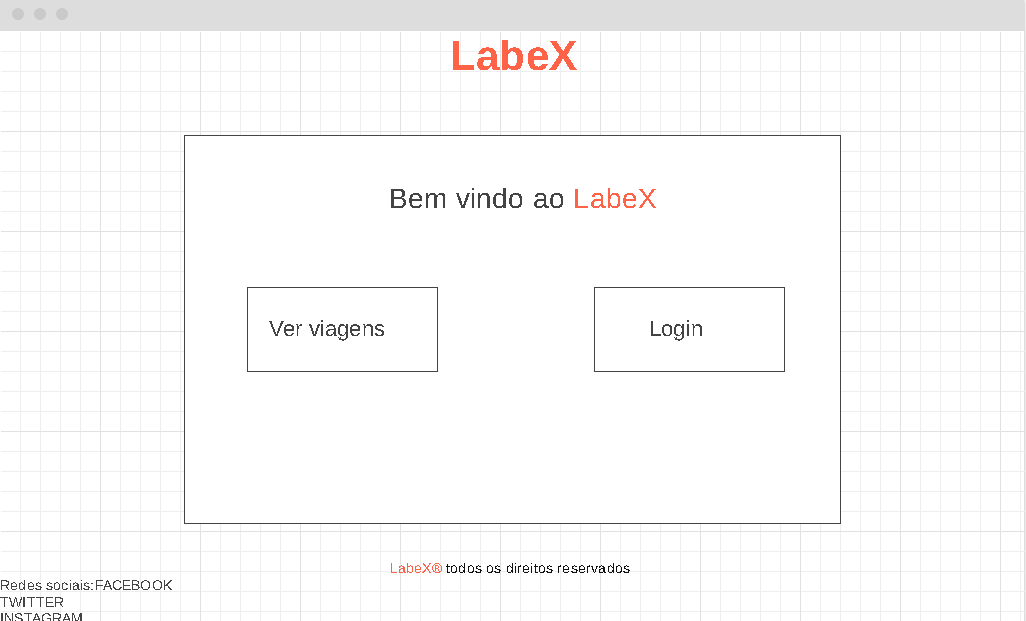 LabeX
Bem vindo ao LabeX
Ver viagens
Login
LabeX® todos os direitos reservados
Redes sociais:FACEBOOK
TWITTER
INSTAGRAM